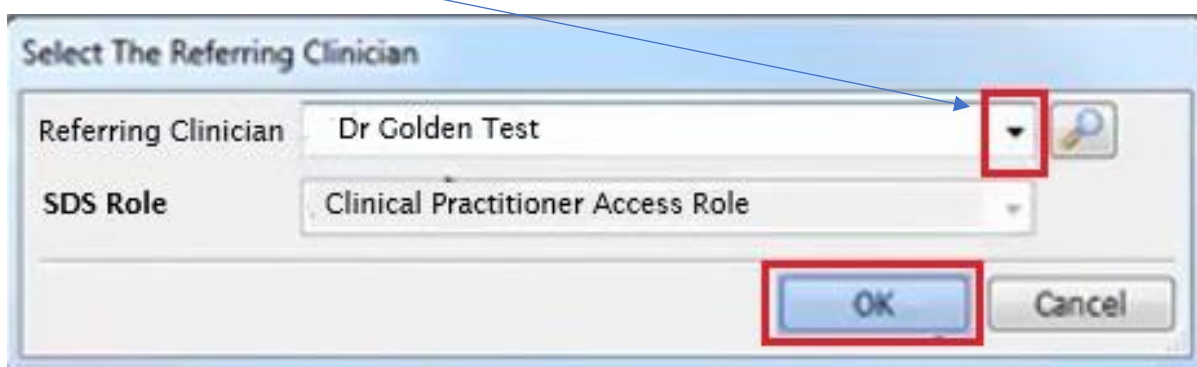 Select The Referring Clinician
Referring Clinician Dr Golden Test
SDS Role Clinical Practitioner Access Role
OK Cancel